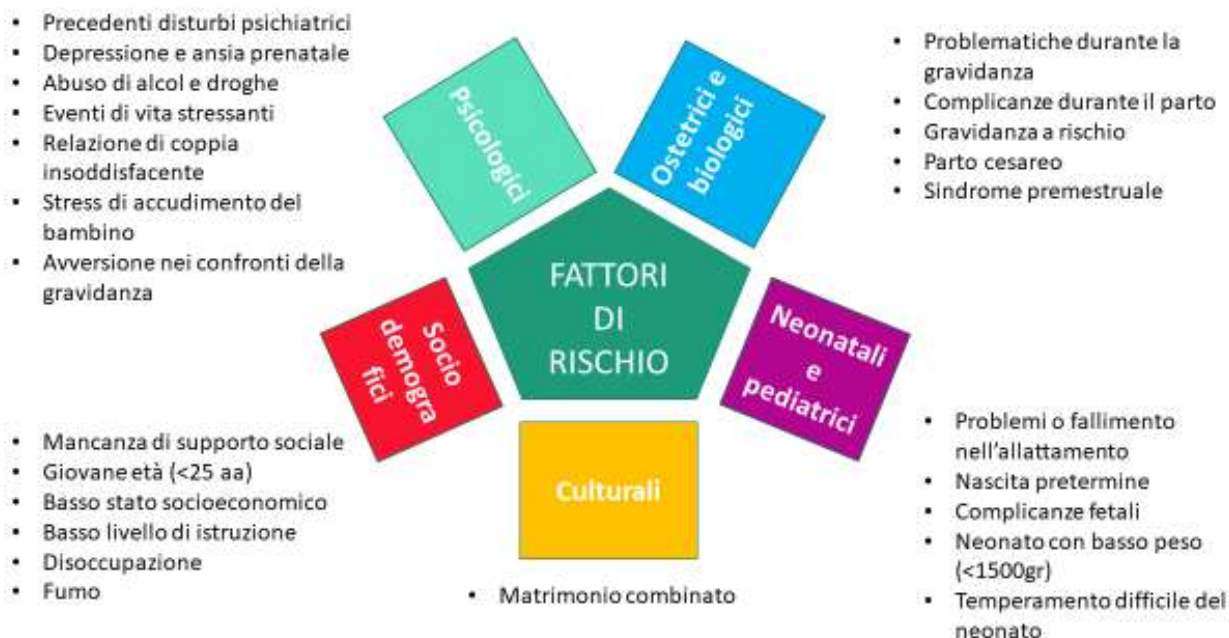 • Precedenti disturbi psichiatrici
• Depressione e ansia prenatale
• Abuso di alcol e droghe
• Eventi di vita stressanti
• Relazione di coppia
insoddisfacente
• Stress di accudimento del
bambino
• Avversione nei confronti della
gravidanza
Psicologici
Ostetrici e
biologici
• Problematiche durante la
gravidanza
• Complicanze durante il parto
• Gravidanza a rischio
• Parto cesareo
• Sindrome premestruale
FATTORI
DI
RISCHIO
Socio
demogra
fici
Neonatali
e
pediatrici
Culturali
• Mancanza di supporto sociale
• Giovane età (<25 aa)
• Basso stato socioeconomico
• Basso livello di istruzione
• Disoccupazione
• Fumo
• Matrimonio combinato
• Problemi o fallimento
nell'allattamento
• Nascita pretermine
• Complicanze fetali
• Neonato con basso peso
(<1500gr)
• Temperamento difficile del
neonato